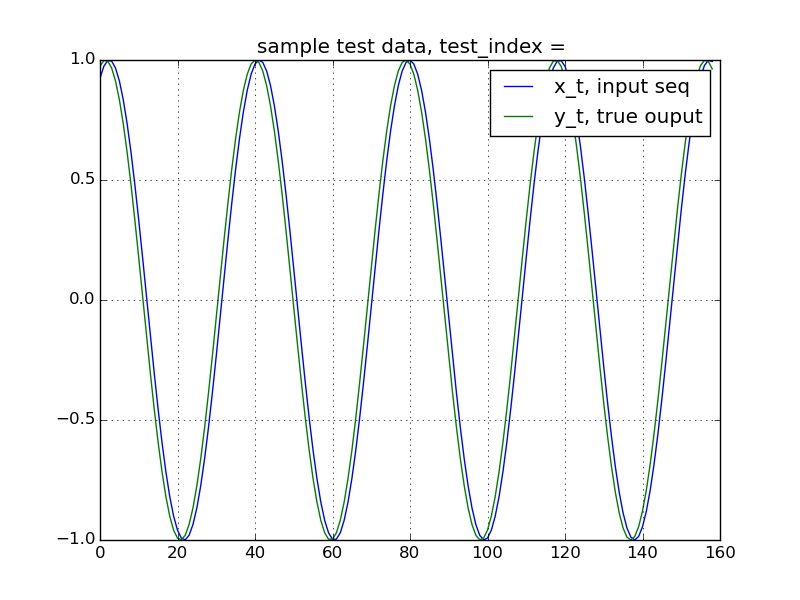 sample test data, test_index =
x_t, input seq
y_t, true ouput
1.0
0.5
0.0
−0.5
−1.0
0 20 40 60 80 100 120 140 160